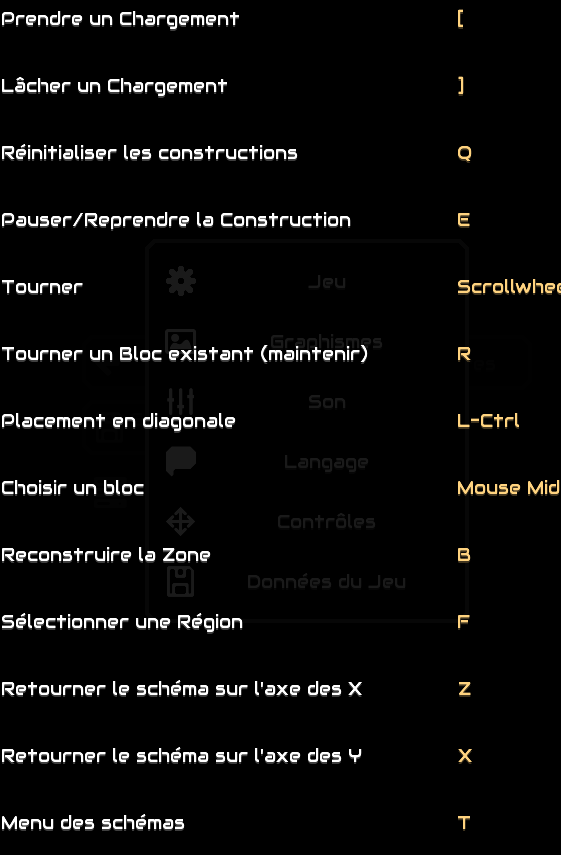 Prendre un Chargement [
Lâcher un Chargement ]
Réinitialiser les constructions Q
Pauser/Reprendre la Construction E
Jeu
Tourner Scrollwhee
Graphismes
Tourner un Bloc existant (maintenir) R
Son
Placement en diagonale L-Ctrl
Langage
Choisir un bloc Mouse Mid
Contrôles
Reconstruire la Zone B
Données du Jeu
Sélectionner une Région F
Retourner le schéma sur l'axe des X Z
Retourner le schéma sur l'axe des Y X
Menu des schémas T